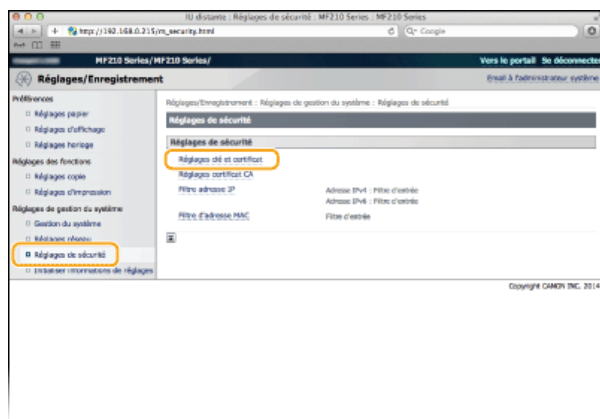 IU distante : Réglages de sécurité : MF210 Series : MF210 Series
http://192.168.0.215/m_security.html
Google
MF210 Series/MF210 Series/
Vers le portail Se déconnecter
Réglages/Enregistrement
Email à l'administrateur système
Préférences
Réglages papier
Réglages d'affichage
Réglages horloge
Réglages des fonctions
Réglages copie
Réglages d'impression
Réglages de gestion du système
Gestion du système
Réglages réseau
Réglages de sécurité
Initialiser informations de réglages
Réglages/Enregistrement : Réglages de gestion du système : Réglages de sécurité
Réglages de sécurité
Réglages de sécurité
Réglages clé et certificat
Réglages certificat CA
Filtre adresse IP
Adresse IPv4 : Filtre d'entrée
Adresse IPv6 : Filtre d'entrée
Filtre d'adresse MAC
Filtre d'entrée
Copyright CANON INC. 2014